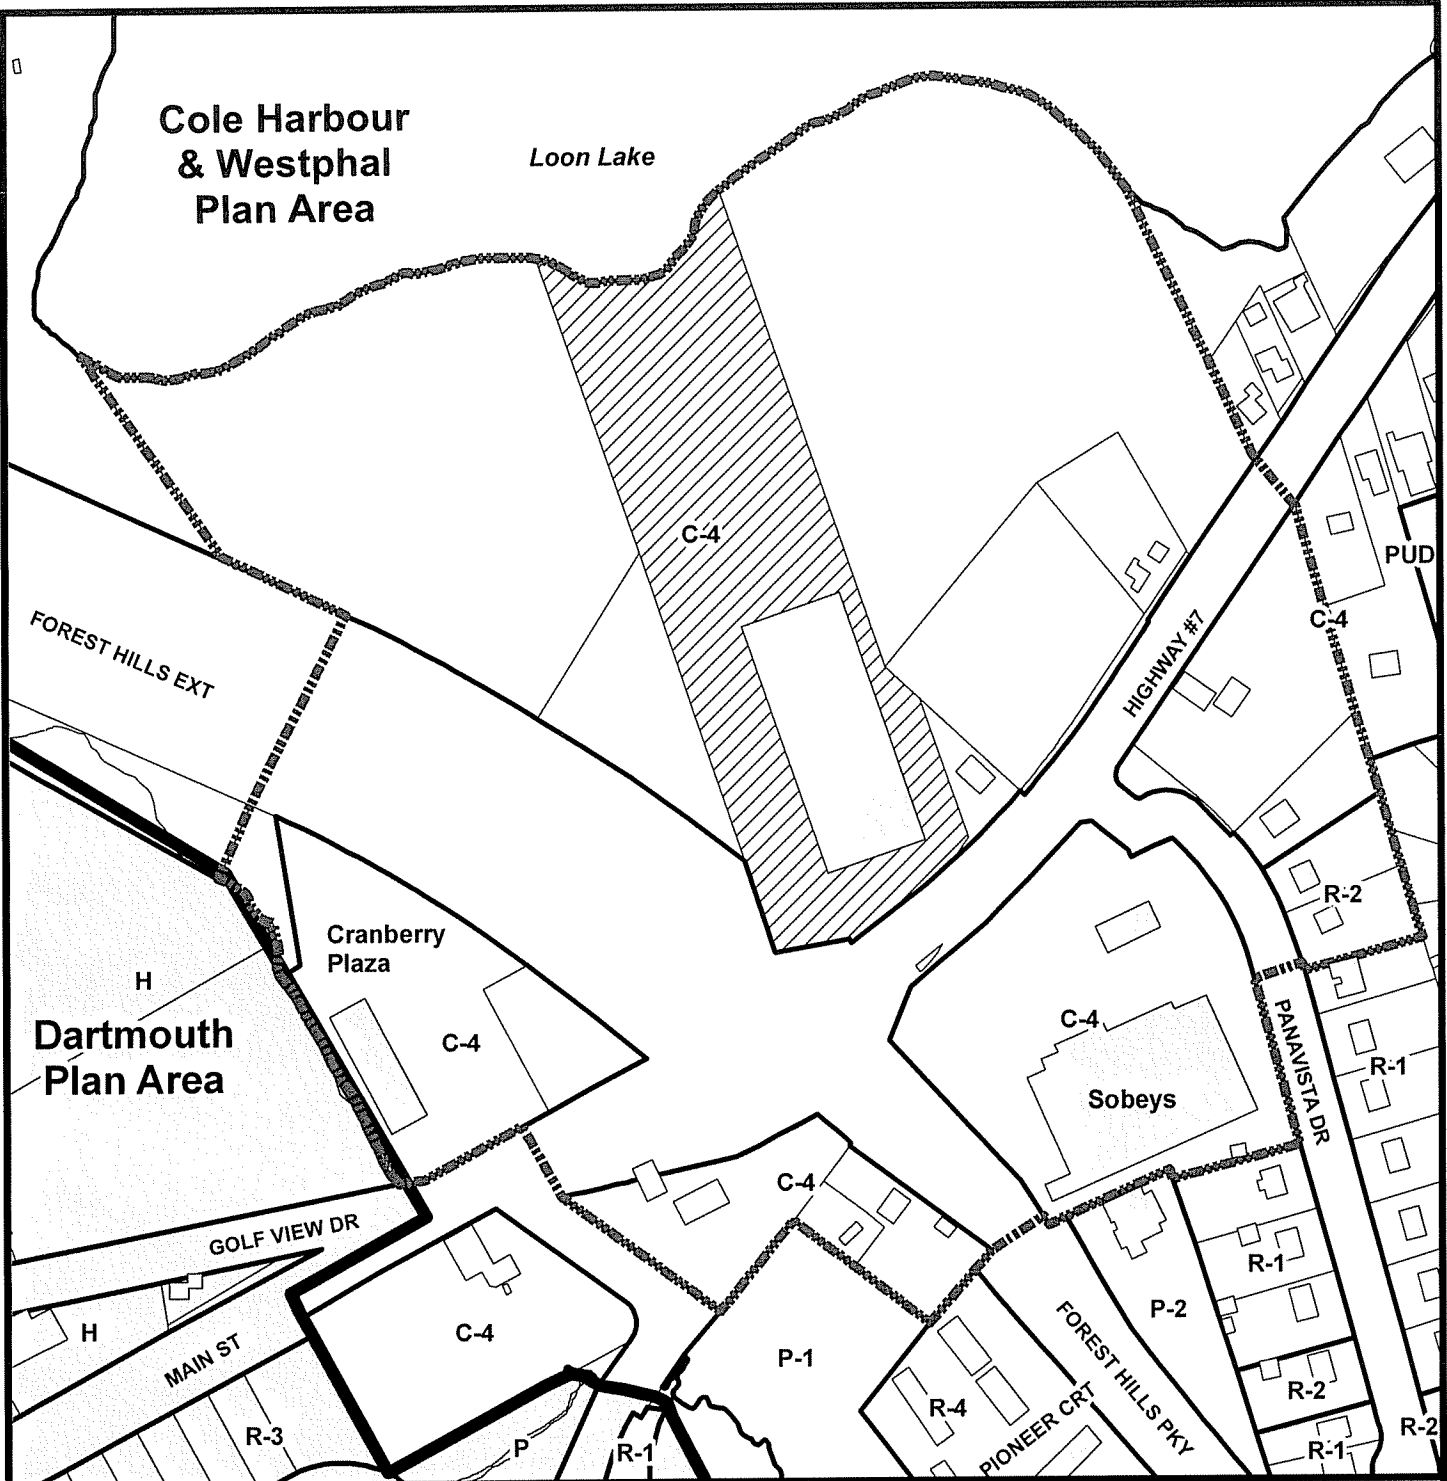 Cole Harbour
& Westphal
Plan Area
Loon Lake
C-4
PUD
C-4
HIGHWAY #7
FOREST HILLS EXT
R-2
Cranberry
Plaza
H
C-4
C-4
Dartmouth
Plan Area
PANAVISTA DR
R-1
Sobeys
C-4
GOLF VIEW DR
R-1
P-2
H
C-4
MAIN ST
P-1
FOREST HILLS PKY
R-2
R-4
PIONEER CRT
R-2
R-3
P
R-1
R-1